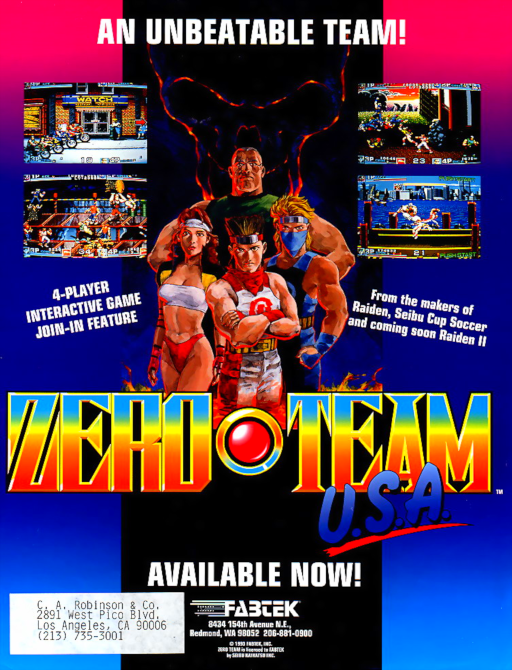 AN UNBEATABLE TEAM!
WATCH
4-PLAYER
INTERACTIVE GAME
JOIN-IN FEATURE
From the makers of
Raiden, Seibu Cup Soccer
and coming soon Raiden II
ZERO TEAM
TM
U.S.A.
AVAILABLE NOW!
FABTEK
8434 154th Avenue N.E.,
Redmond, WA 98052 206-881-0900
© 1993 FABTEK, INC.
ZERO TEAM is licensed to FABTEK
by SEIBU KAIHATSU INC.
C. A. Robinson & Co.
2891 West Pico Blvd.
Los Angeles, CA 90006
(213) 735-3001